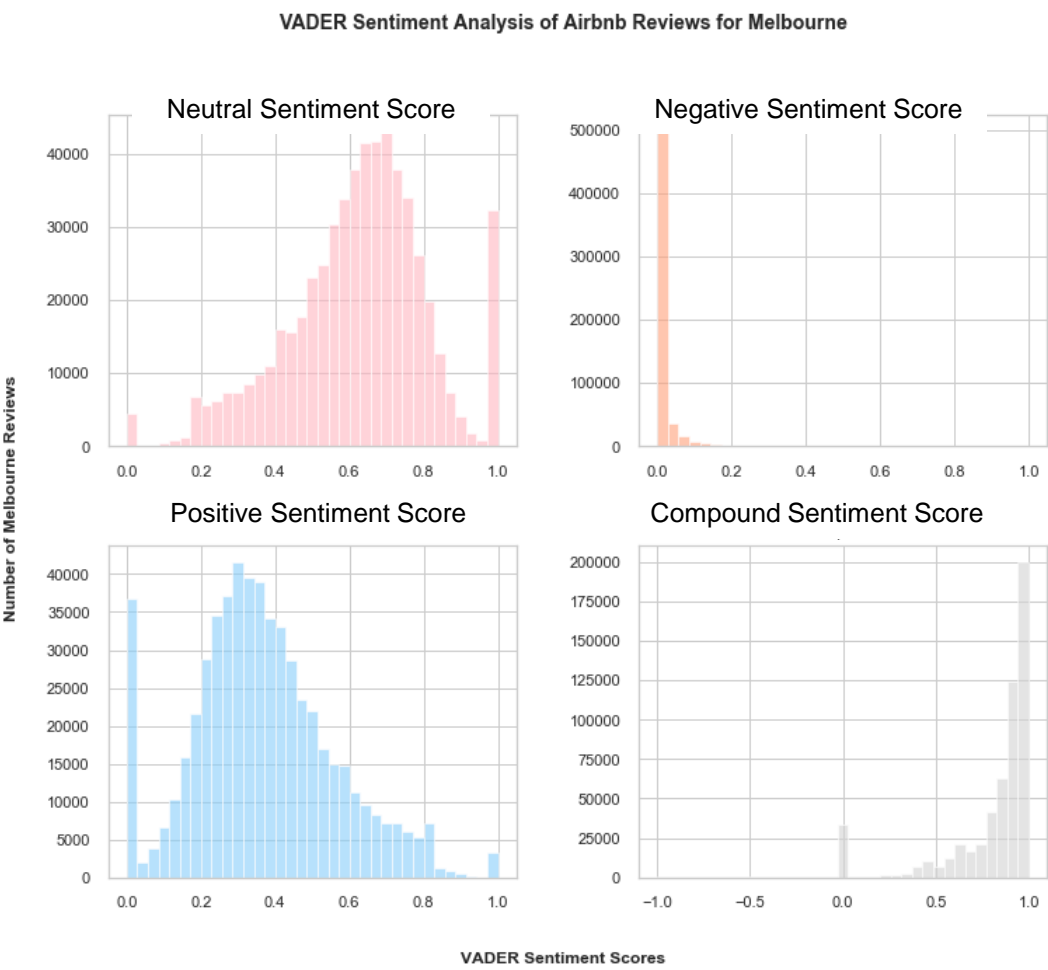 VADER Sentiment Analysis of Airbnb Reviews for Melbourne
Neutral Sentiment Score
40000
30000
20000
10000
0
0.0 0.2 0.4 0.6 0.8 1.0
Negative Sentiment Score
500000
400000
300000
200000
100000
0
0.0 0.2 0.4 0.6 0.8 1.0
Number of Melbourne Reviews
Positive Sentiment Score
40000
35000
30000
25000
20000
15000
10000
5000
0
0.0 0.2 0.4 0.6 0.8 1.0
Compound Sentiment Score
200000
175000
150000
125000
100000
75000
50000
25000
0
−1.0 −0.5 0.0 0.5 1.0
VADER Sentiment Scores